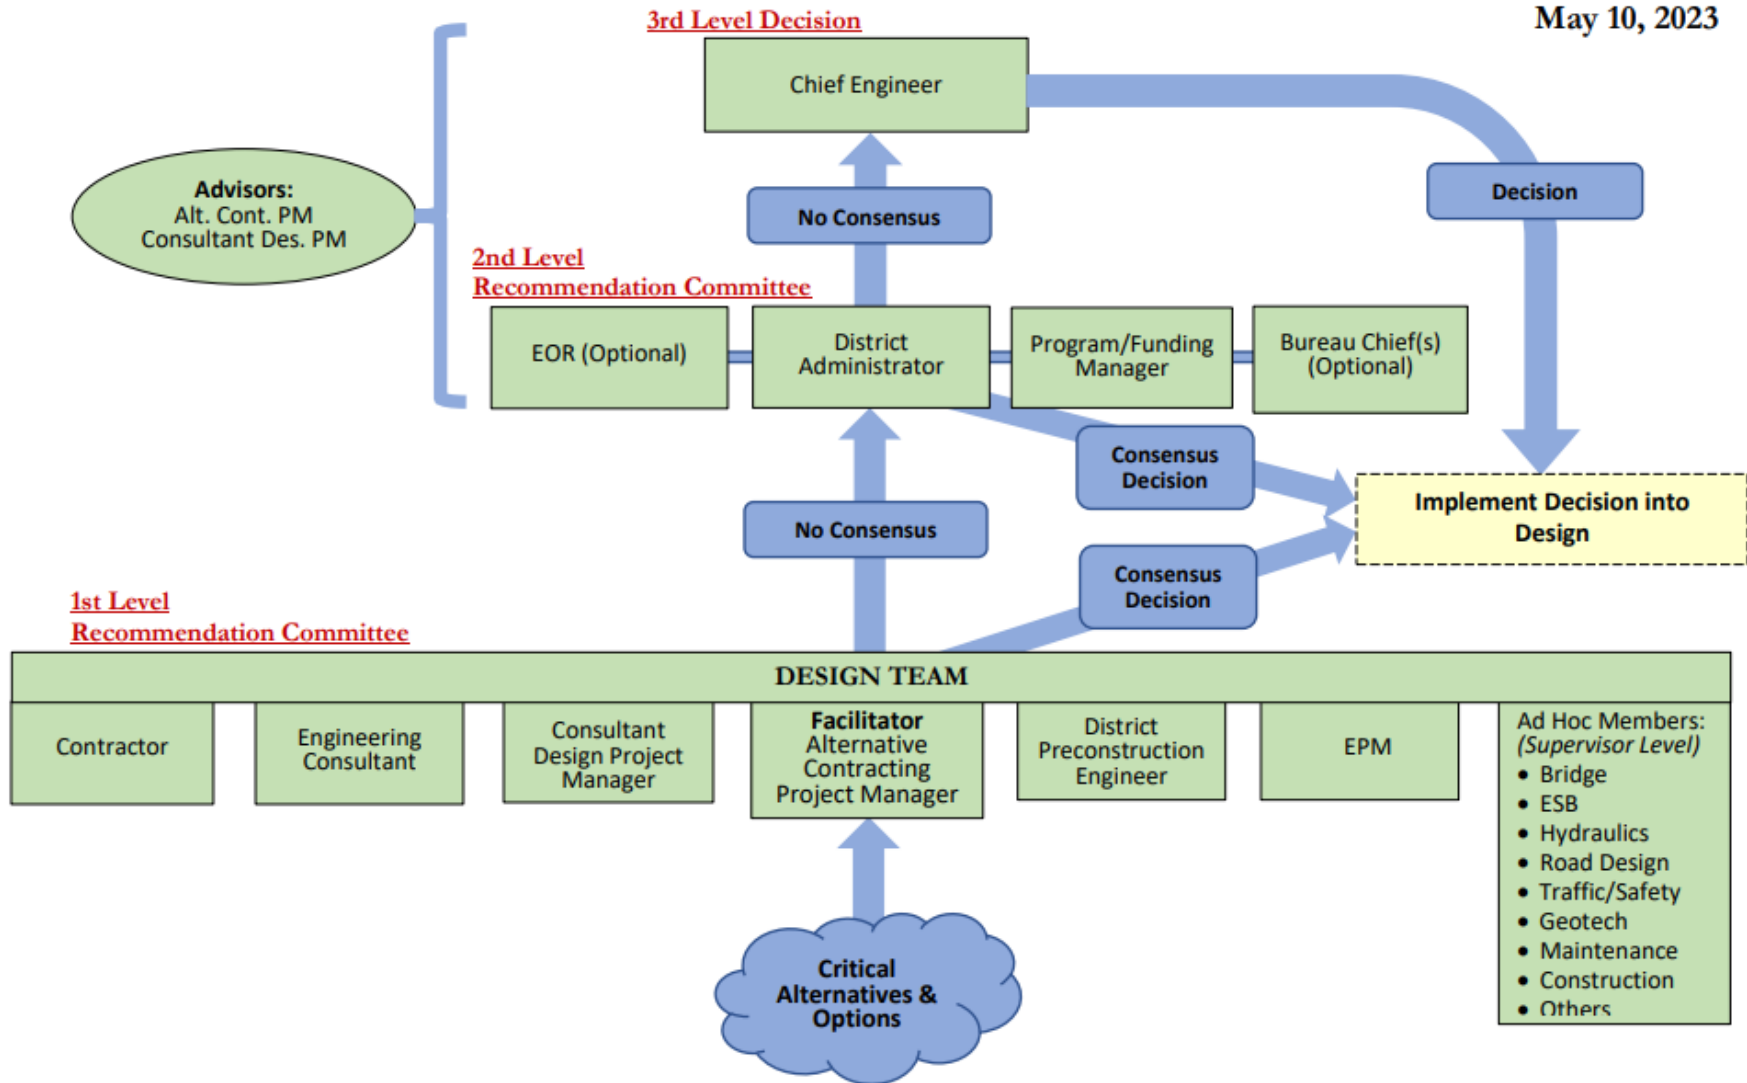 May 10, 2023
3rd Level Decision
Chief Engineer
Advisors:
Alt. Cont. PM
Consultant Des. PM
No Consensus
Decision
2nd Level
Recommendation Committee
EOR (Optional)
District
Administrator
Program/Funding
Manager
Bureau Chief(s)
(Optional)
Consensus
Decision
Implement Decision into
Design
No Consensus
Consensus
Decision
1st Level
Recommendation Committee
DESIGN TEAM
Contractor
Engineering
Consultant
Consultant
Design Project
Manager
Facilitator
Alternative
Contracting
Project Manager
District
Preconstruction
Engineer
EPM
Ad Hoc Members:
(Supervisor Level)
• Bridge
• ESB
• Hydraulics
• Road Design
• Traffic/Safety
• Geotech
• Maintenance
• Construction
• Others
Critical
Alternatives &
Options